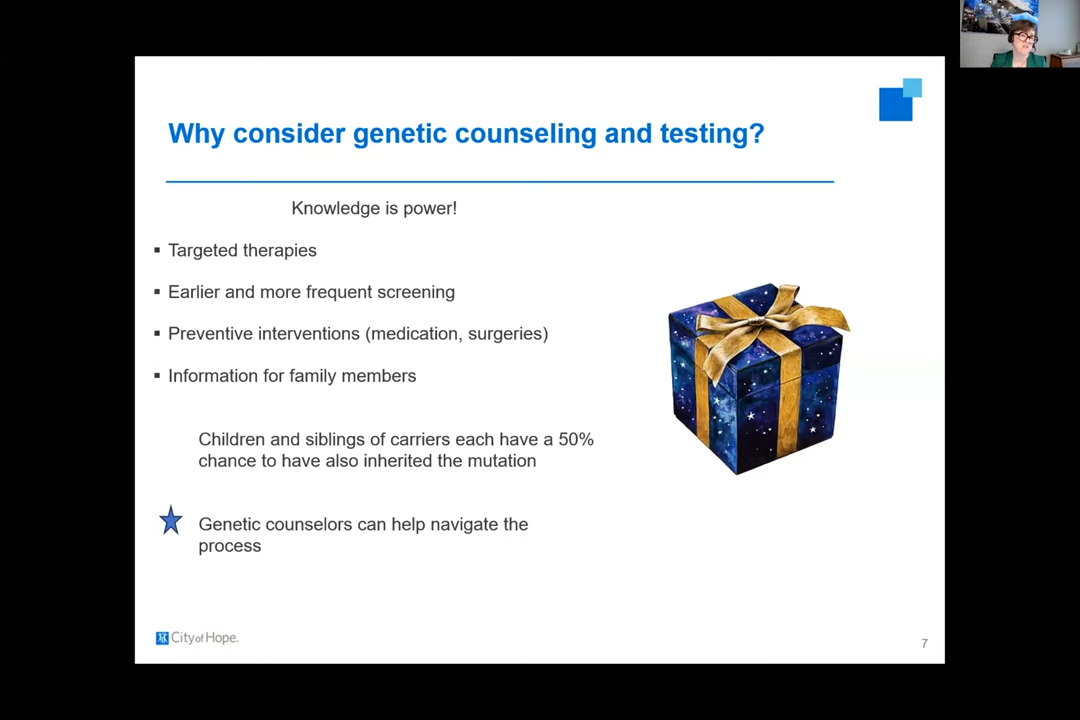 Why consider genetic counseling and testing?
Knowledge is power!
▪ Targeted therapies
▪ Earlier and more frequent screening
▪ Preventive interventions (medication, surgeries)
▪ Information for family members
Children and siblings of carriers each have a 50%
chance to have also inherited the mutation
Genetic counselors can help navigate the
process
City of Hope.
7